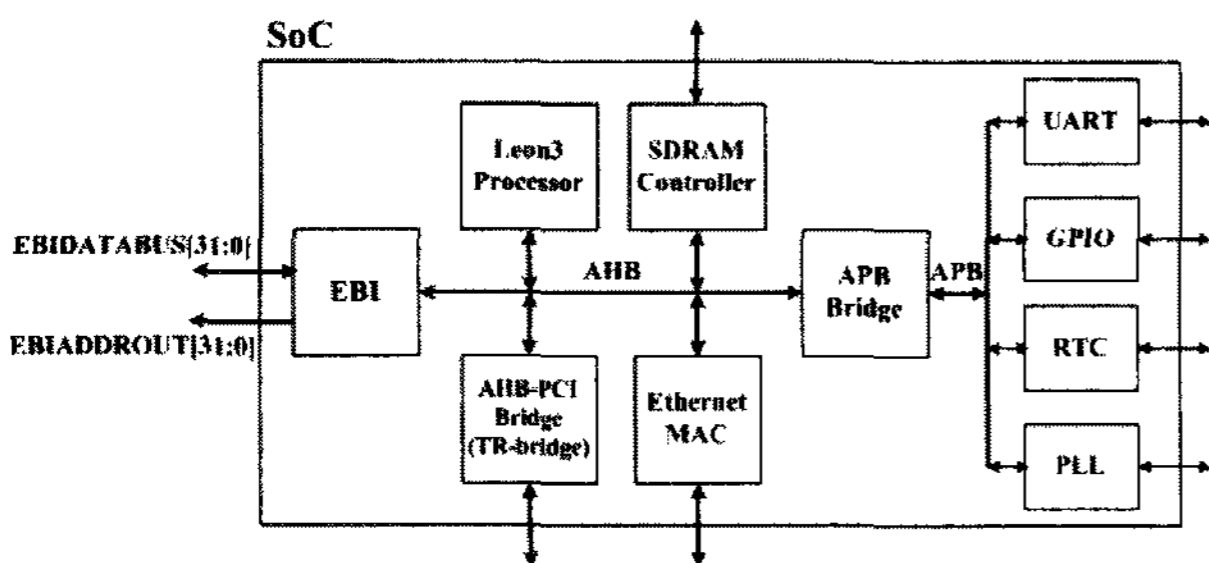 SoC
Leon3
Processor
SDRAM
Controller
UART
EBIDATABUS[31:0]
EBI
AHB
APB
Bridge
APB
GPIO
EBIADDROUT[31:0]
AHB-PCI
Bridge
(TR-bridge)
Ethernet
MAC
RTC
PLL